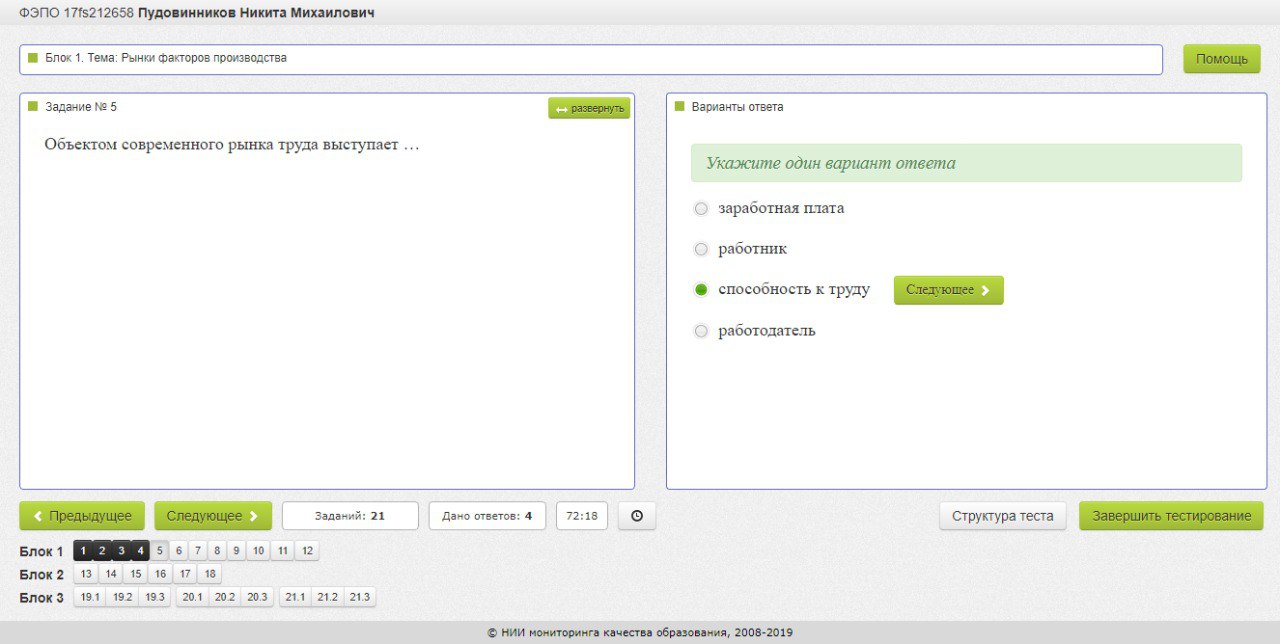 ФЭПО 17fs212658 Пудовинников Никита Михаилович
Блок 1. Тема: Рынки факторов производства
Помощь
Задание № 5
развернуть
Объектом современного рынка труда выступает …
Варианты ответа
Укажите один вариант ответа
заработная плата
работник
способность к труду
Следующее
работодатель
Предыдущее
Следующее
Заданий: 21
Дано ответов: 4
72:18
Структура теста
Завершить тестирование
Блок 1 1 2 3 4 5 6 7 8 9 10 11 12
Блок 2 13 14 15 16 17 18
Блок 3 19.1 19.2 19.3 20.1 20.2 20.3 21.1 21.2 21.3
© НИИ мониторинга качества образования, 2008-2019